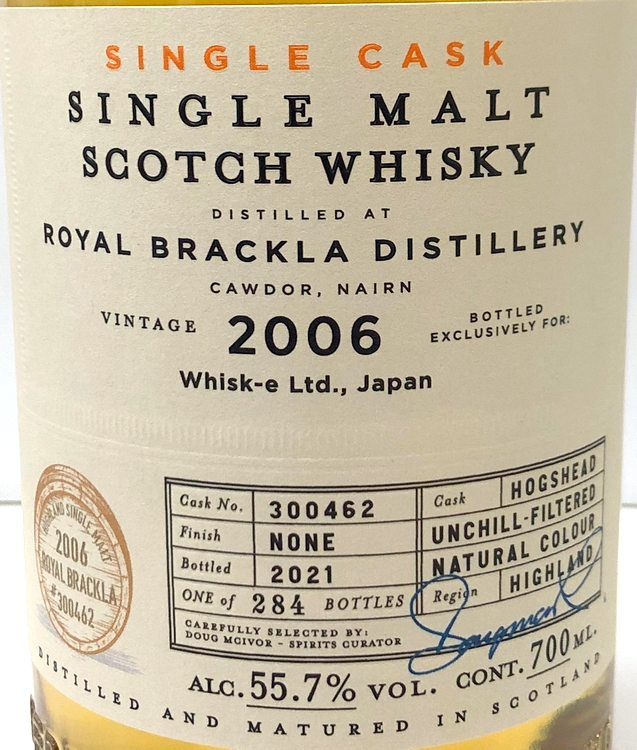 SINGLE CASK
SINGLE MALT
SCOTCH WHISKY
DISTILLED AT
ROYAL BRACKLA DISTILLERY
CAWDOR, NAIRN
VINTAGE 2006 BOTTLED EXCLUSIVELY FOR:
Whisk-e Ltd., Japan
HIGHLAND SINGLE MALT
2006
ROYAL BRACKLA
#300462
Cask No. 300462
Finish NONE
Bottled 2021
ONE of 284 BOTTLES
CAREFULLY SELECTED BY:
DOUG MCIVOR - SPIRITS CURATOR
Cask HOGSHEAD
UNCHILL-FILTERED
NATURAL COLOUR
Region HIGHLAND
ALC. 55.7% VOL. CONT. 700 ML.
DISTILLED AND MATURED IN SCOTLAND